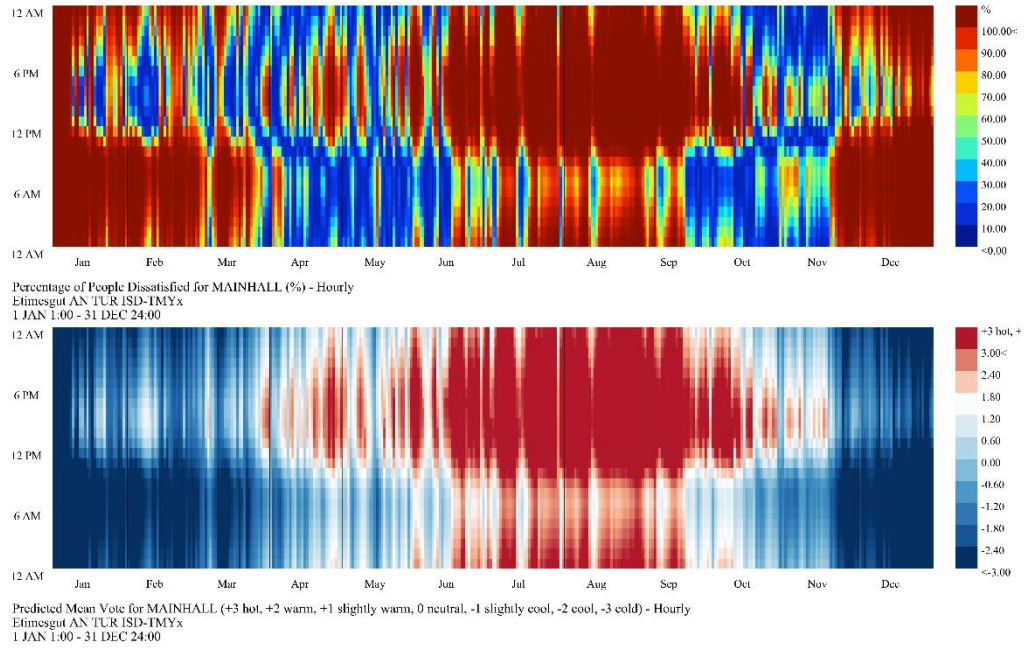 12 AM
6 PM
12 PM
6 AM
12 AM
Jan Feb Mar Apr May Jun Jul Aug Sep Oct Nov Dec
%
100.00<
90.00
80.00
70.00
60.00
50.00
40.00
30.00
20.00
10.00
<0.00
Percentage of People Dissatisfied for MAINHALL (%) - Hourly
Etimesgut AN TUR ISD-TMYx
1 JAN 1:00 - 31 DEC 24:00
12 AM
6 PM
12 PM
6 AM
12 AM
Jan Feb Mar Apr May Jun Jul Aug Sep Oct Nov Dec
+3 hot, +
3.00<
2.40
1.80
1.20
0.60
0.00
-0.60
-1.20
-1.80
-2.40
<-3.00
Predicted Mean Vote for MAINHALL (+3 hot, +2 warm, +1 slightly warm, 0 neutral, -1 slightly cool, -2 cool, -3 cold) - Hourly
Etimesgut AN TUR ISD-TMYx
1 JAN 1:00 - 31 DEC 24:00